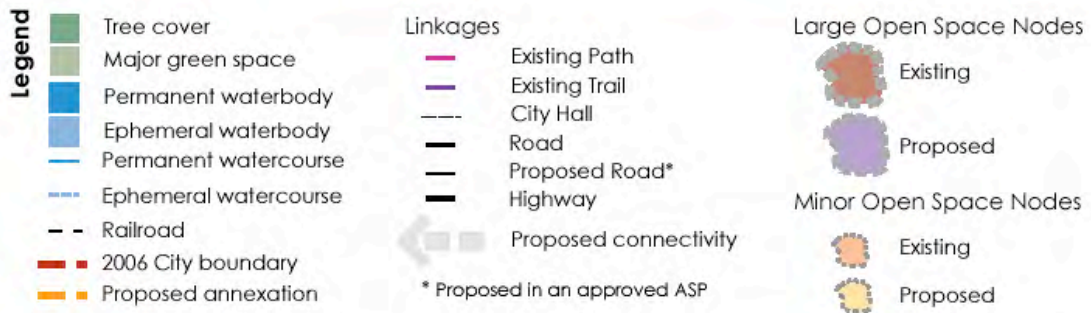 Legend
Tree cover
Major green space
Permanent waterbody
Ephemeral waterbody
Permanent watercourse
Ephemeral watercourse
Railroad
2006 City boundary
Proposed annexation
Linkages
Existing Path
Existing Trail
City Hall
Road
Proposed Road*
Highway
Proposed connectivity
* Proposed in an approved ASP
Large Open Space Nodes
Existing
Proposed
Minor Open Space Nodes
Existing
Proposed